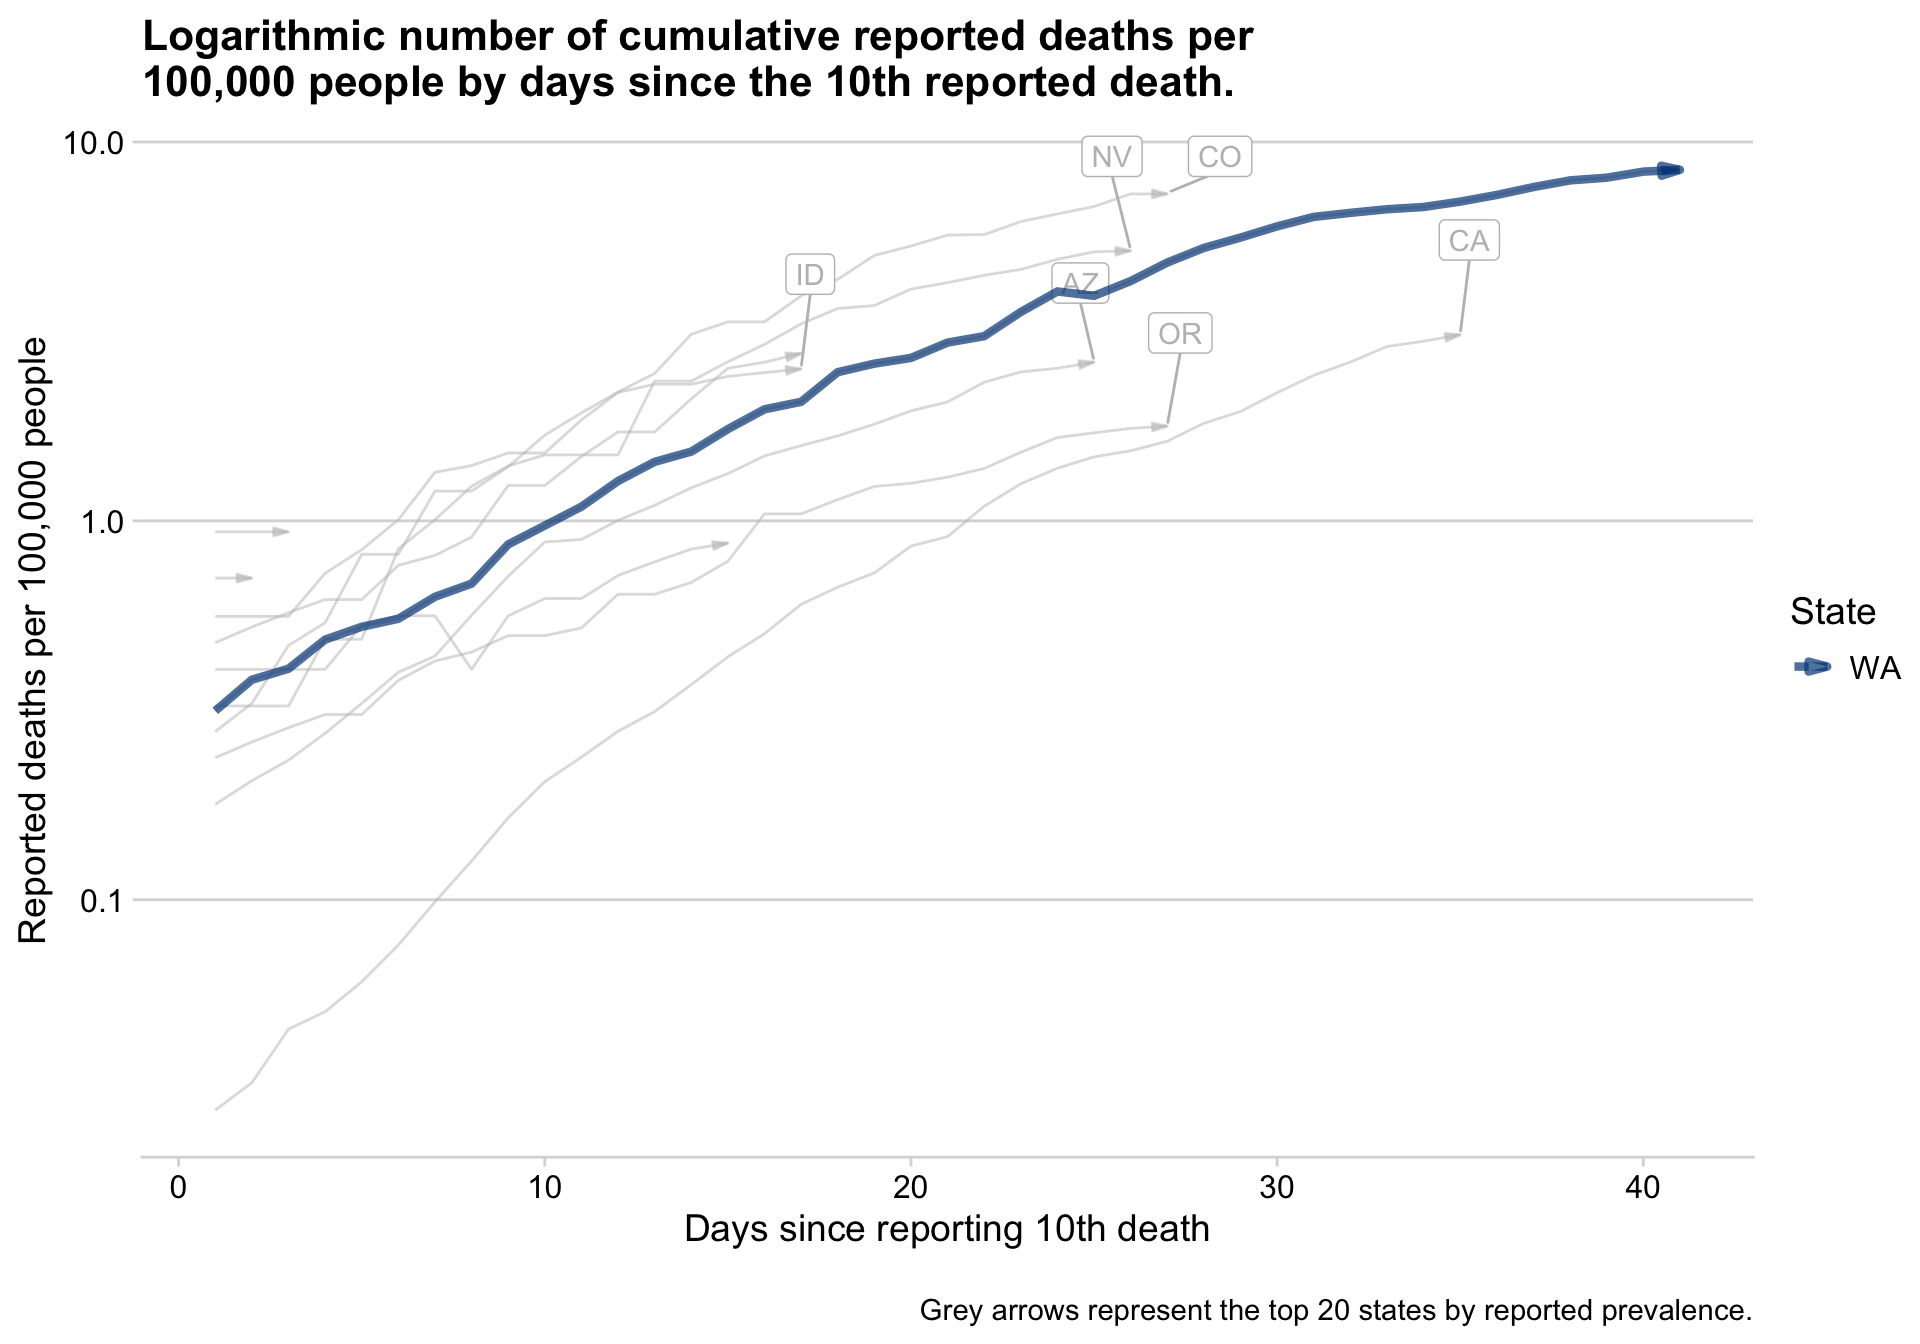 Logarithmic number of cumulative reported deaths per
100,000 people by days since the 10th reported death.
Reported deaths per 100,000 people
10.0
1.0
0.1
NV
CO
ID
AZ
CA
OR
State
WA
0
10
20
30
40
Days since reporting 10th death
Grey arrows represent the top 20 states by reported prevalence.